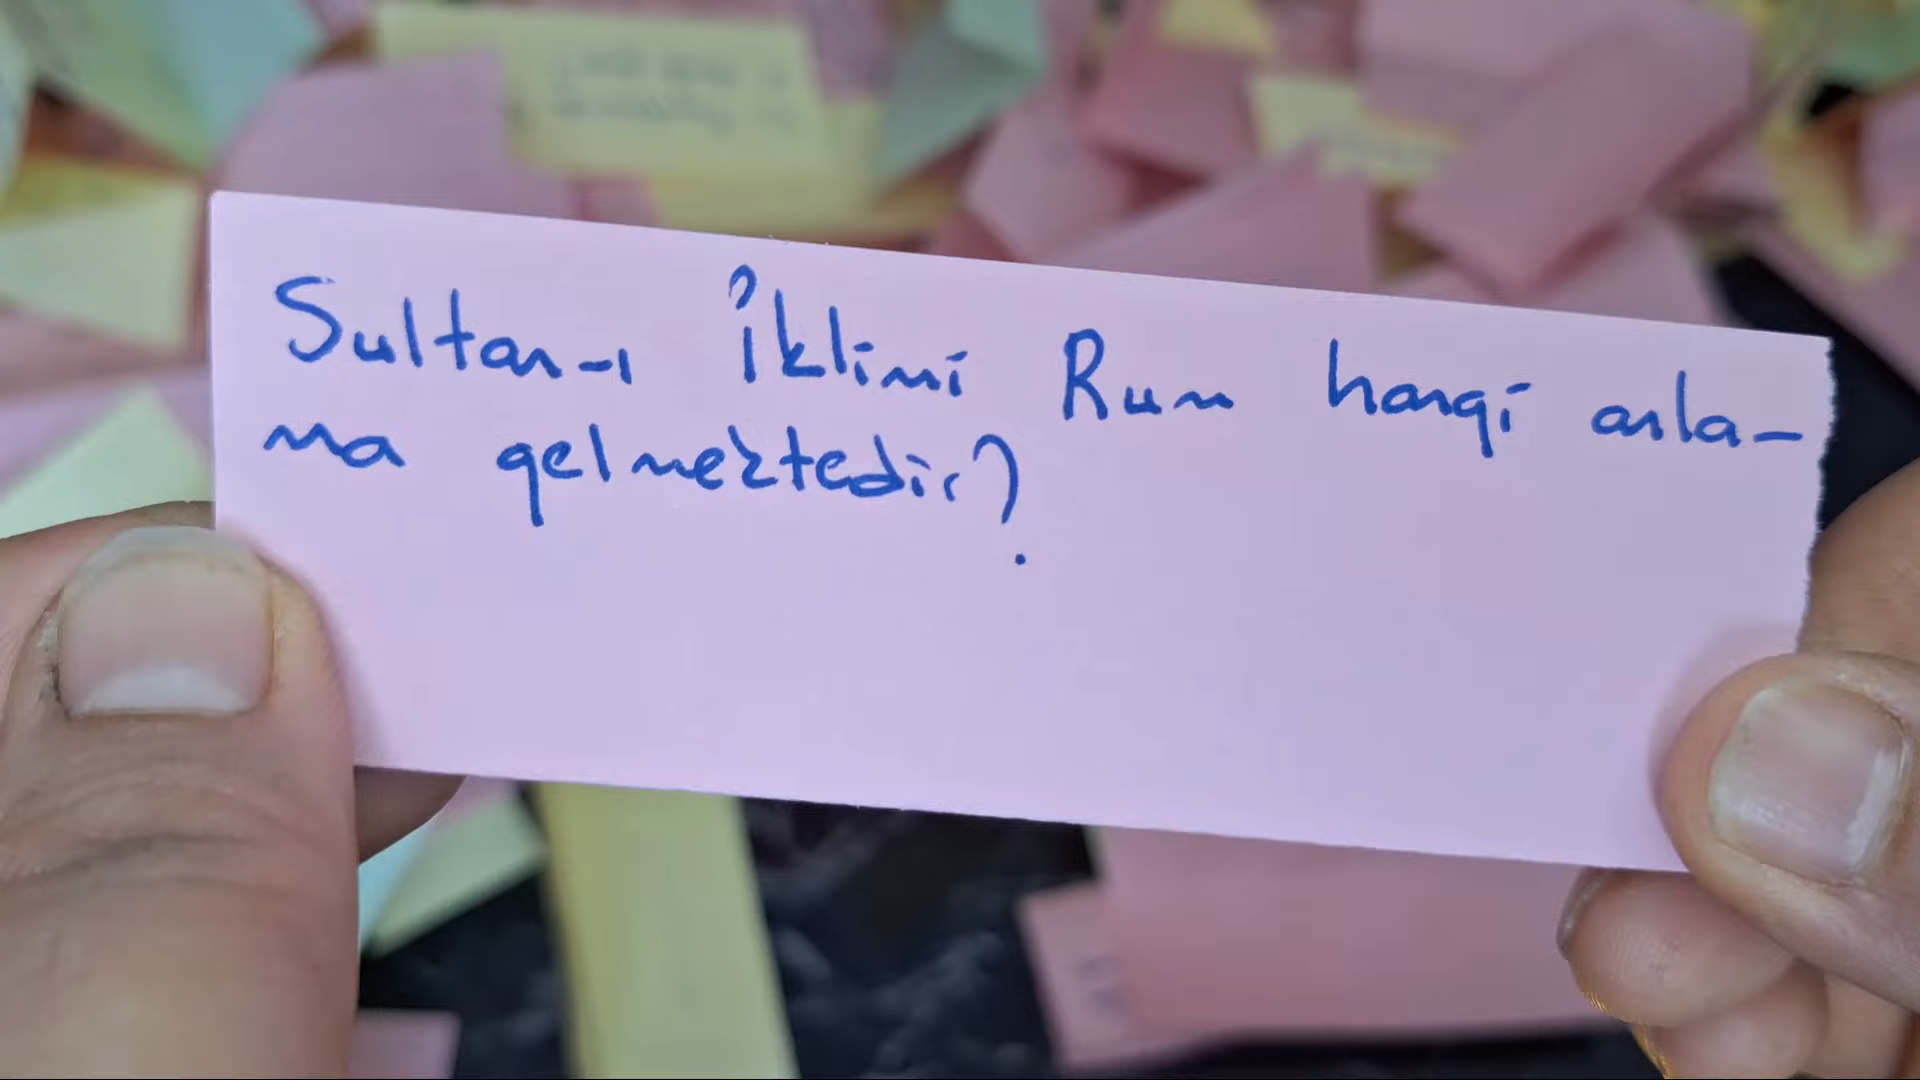 Sultan-ı İklimi Rum hangi anla-
ma gelmektedir?